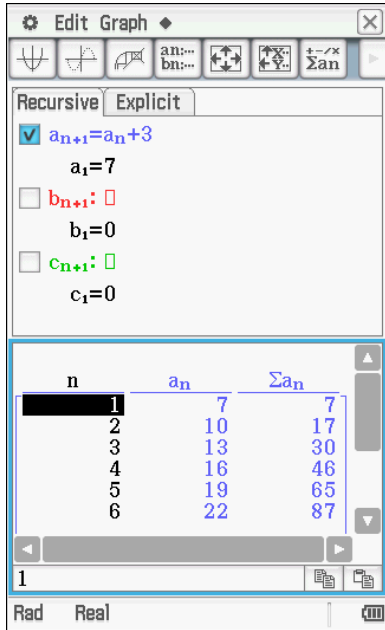 Edit Graph
an:... bn:... +-/x Σan
Recursive Explicit
aₙ₊₁=aₙ+3
a₁=7
bₙ₊₁:
b₁=0
cₙ₊₁:
c₁=0
n aₙ Σaₙ
1 7 7
2 10 17
3 13 30
4 16 46
5 19 65
6 22 87
1
Rad Real